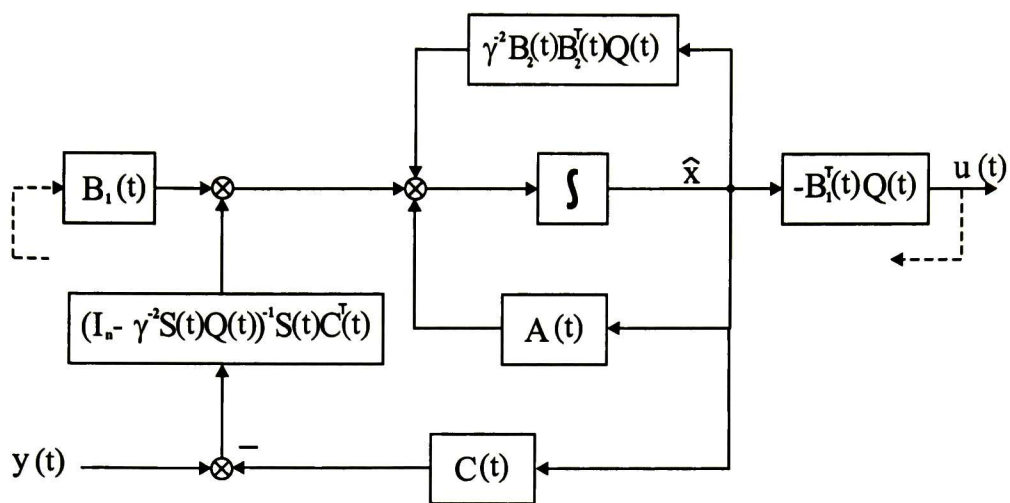 γ⁻²B₂(t)B₂ᵀ(t)Q(t)
B₁(t)
∫
x̂
-B₁ᵀ(t)Q(t)
u(t)
(Iₙ- γ⁻²S(t)Q(t))⁻¹S(t)Cᵀ(t)
A(t)
y(t)
−
C(t)